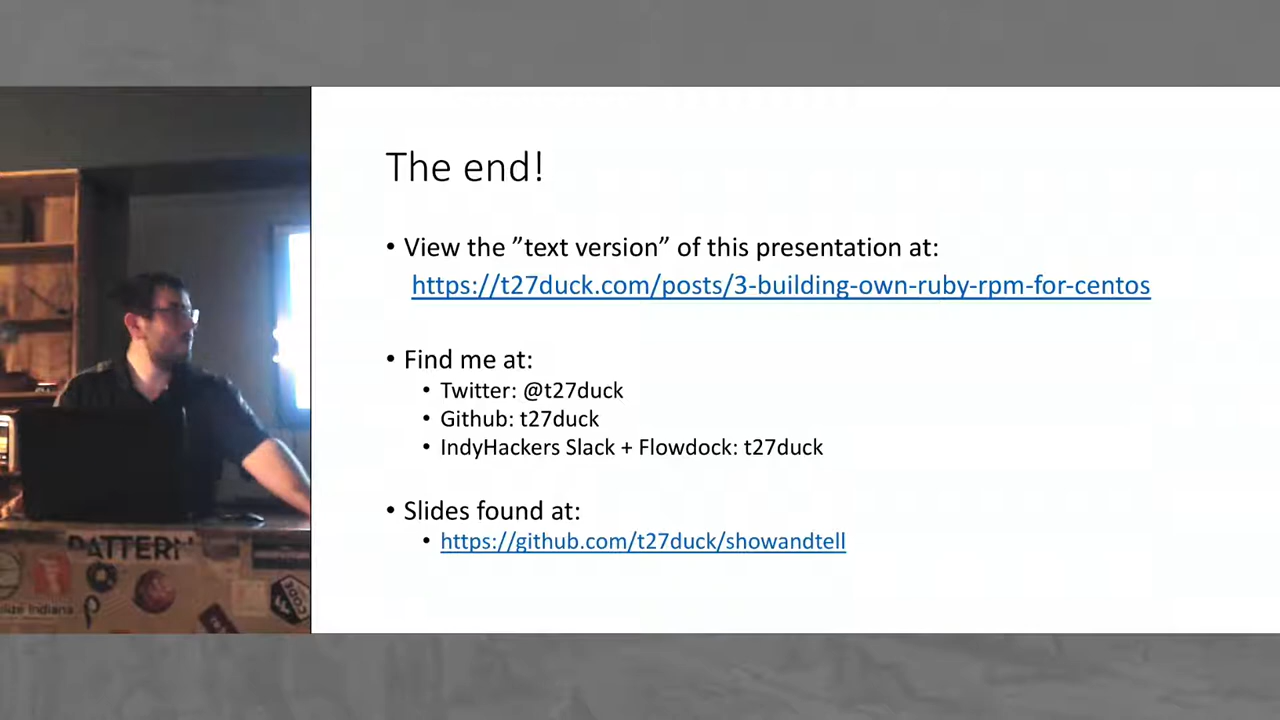 The end!
• View the ”text version” of this presentation at:
https://t27duck.com/posts/3-building-own-ruby-rpm-for-centos
• Find me at:
• Twitter: @t27duck
• Github: t27duck
• IndyHackers Slack + Flowdock: t27duck
• Slides found at:
• https://github.com/t27duck/showandtell
PATTERN
Indiana
CODE